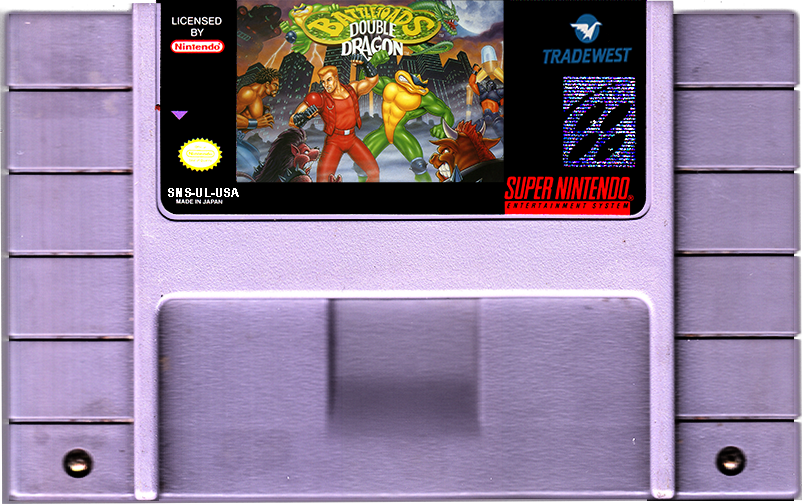 LICENSED
BY
Nintendo
BATTLETOADS
DOUBLE
DRAGON
TRADEWEST
SNS-UL-USA
MADE IN JAPAN
SUPER NINTENDO
ENTERTAINMENT SYSTEM